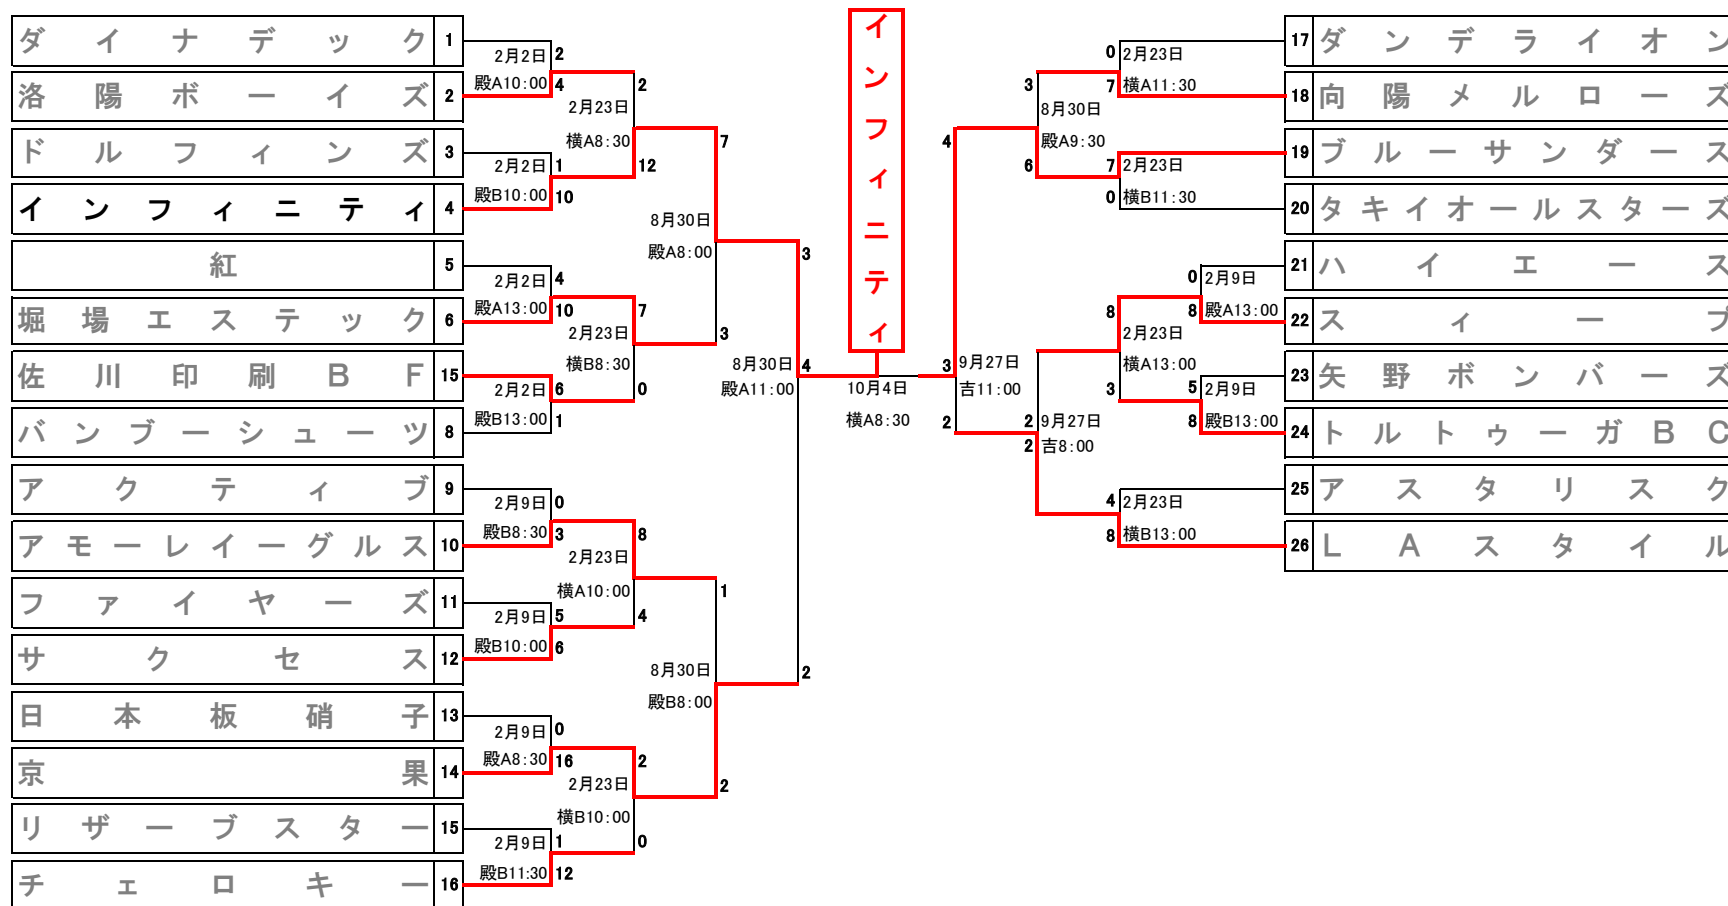 ダイナデック 1
2月2日 2
殿A10:00 4
洛陽ボーイズ 2
2月23日 2
横A8:30 12
ドルフィンズ 3
2月2日 1
殿B10:00 10
インフィニティ 4
8月30日 7
殿A8:00 3
紅 5
2月2日 4
殿A13:00 10
堀場エステック 6
2月23日 7
横B8:30 0
佐川印刷BF 15
2月2日 6
殿B13:00 1
バンブーシューツ 8
8月30日 3
殿A11:00 4
2
アクティブ 9
2月9日 0
殿B8:30 3
アモーレイーグルス 10
2月23日 8
横A10:00 4
ファイヤーズ 11
2月9日 5
殿B10:00 6
サクセス 12
8月30日 1
殿B8:00 2
日本板硝子 13
2月9日 0
殿A8:30 16
京果 14
2月23日 2
横B10:00 0
リザーブスター 15
2月9日 1
殿B11:30 12
チェロキー 16
インフィニティ
10月4日
横A8:30
3
4
9月27日
吉11:00
2
17 ダンデライオン
0 2月23日
7 横A11:30
18 向陽メルローズ
3
8月30日
殿A9:30
6
19 ブルーサンダース
7 2月23日
0 横B11:30
20 タキイオールスターズ
21 ハイエース
0 2月9日
8 殿A13:00
22 スィープ
8
2月23日
横A13:00
3
23 矢野ボンバーズ
5 2月9日
8 殿B13:00
24 トルトゥーガBC
2 9月27日
2 吉8:00
25 アスタリスク
4 2月23日
8 横B13:00
26 LAスタイル